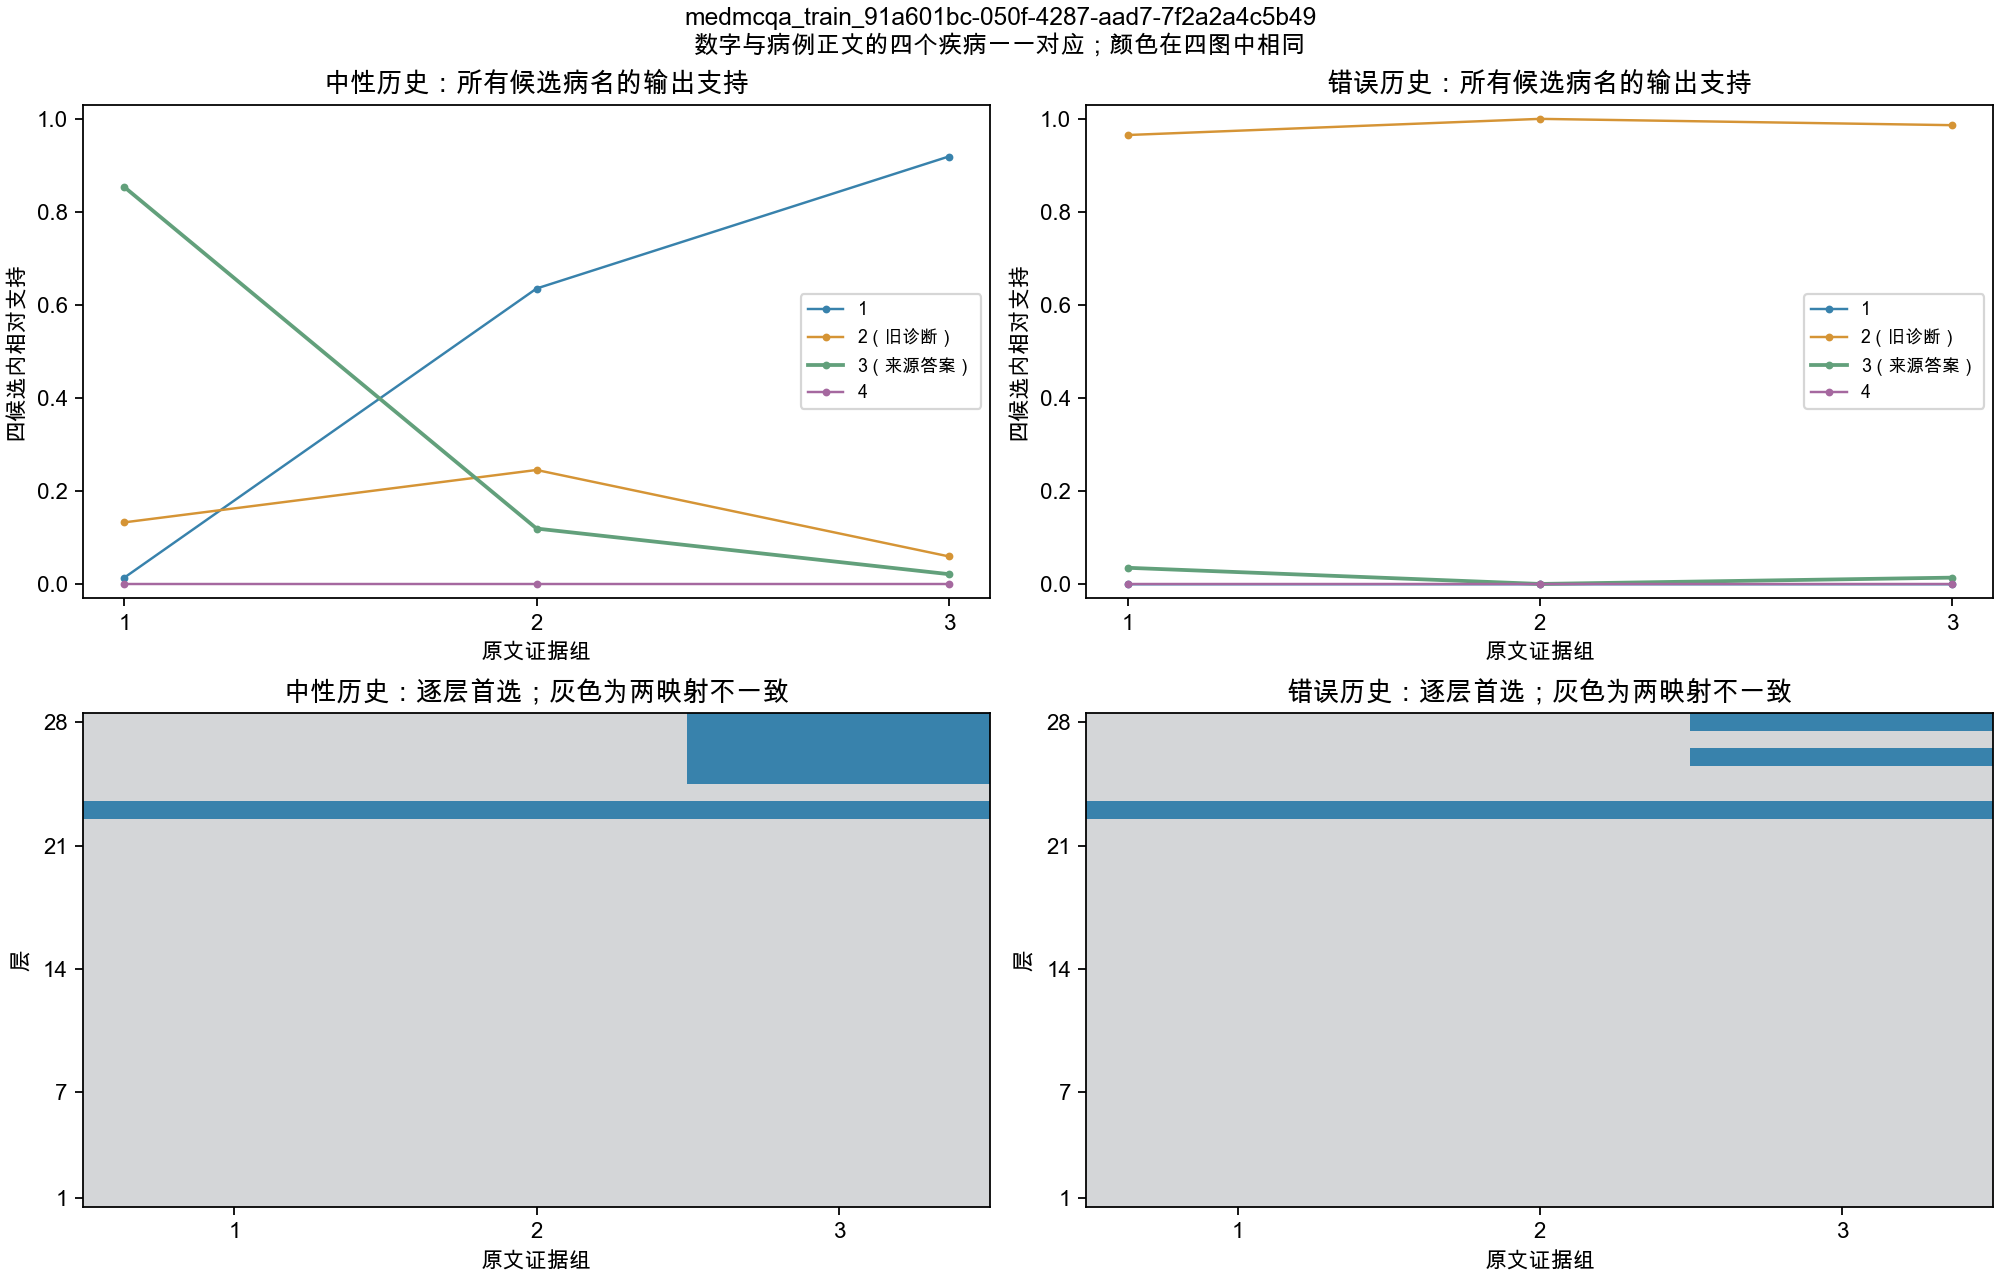 medmcqa_train_91a601bc-050f-4287-aad7-7f2a2a4c5b49
数字与病例正文的四个疾病一一对应；颜色在四图中相同
中性历史：所有候选病名的输出支持
四候选内相对支持
1.0
0.8
0.6
0.4
0.2
0.0
1
2（旧诊断）
3（来源答案）
4
1 2 3
原文证据组
错误历史：所有候选病名的输出支持
四候选内相对支持
1.0
0.8
0.6
0.4
0.2
0.0
1
2（旧诊断）
3（来源答案）
4
1 2 3
原文证据组
中性历史：逐层首选；灰色为两映射不一致
层
28
21
14
7
1
1 2 3
原文证据组
错误历史：逐层首选；灰色为两映射不一致
层
28
21
14
7
1
1 2 3
原文证据组